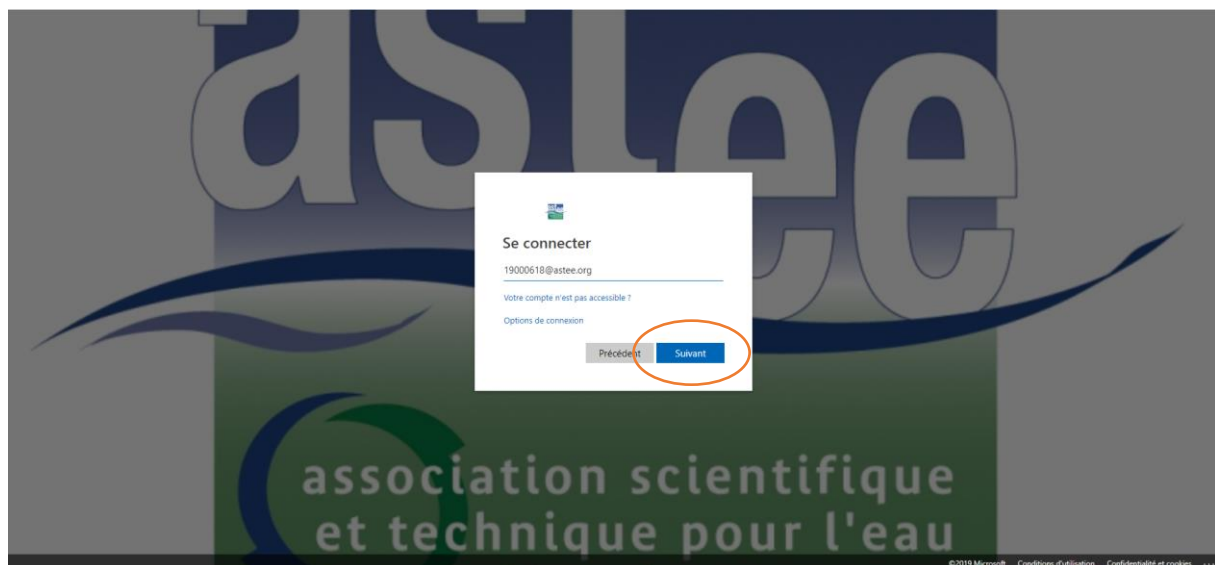 astee
Se connecter
19000618@astee.org
Votre compte n'est pas accessible ?
Options de connexion
Précédent Suivant
association scientifique
et technique pour l'eau
©2019 Microsoft Conditions d'utilisation Confidentialité et cookies ...